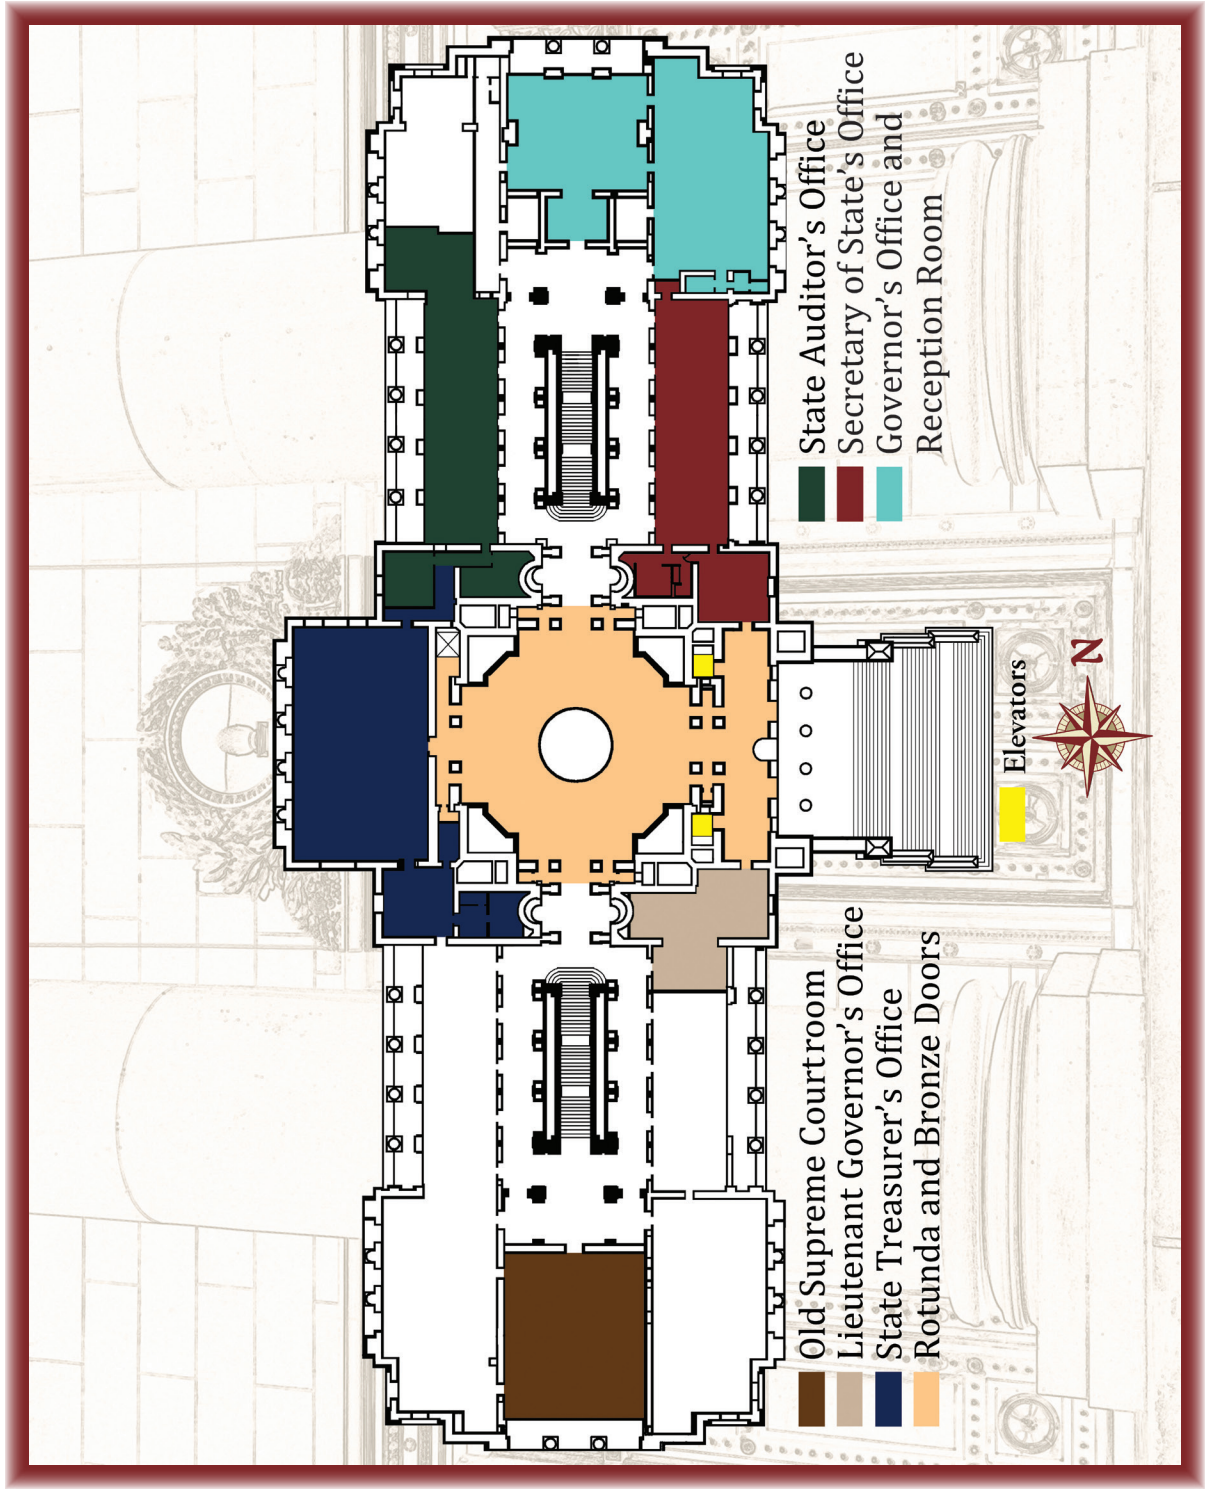 Old Supreme Courtroom
Lieutenant Governor's Office
State Treasurer's Office
Rotunda and Bronze Doors
Elevators
N
State Auditor's Office
Secretary of State's Office
Governor's Office and
Reception Room